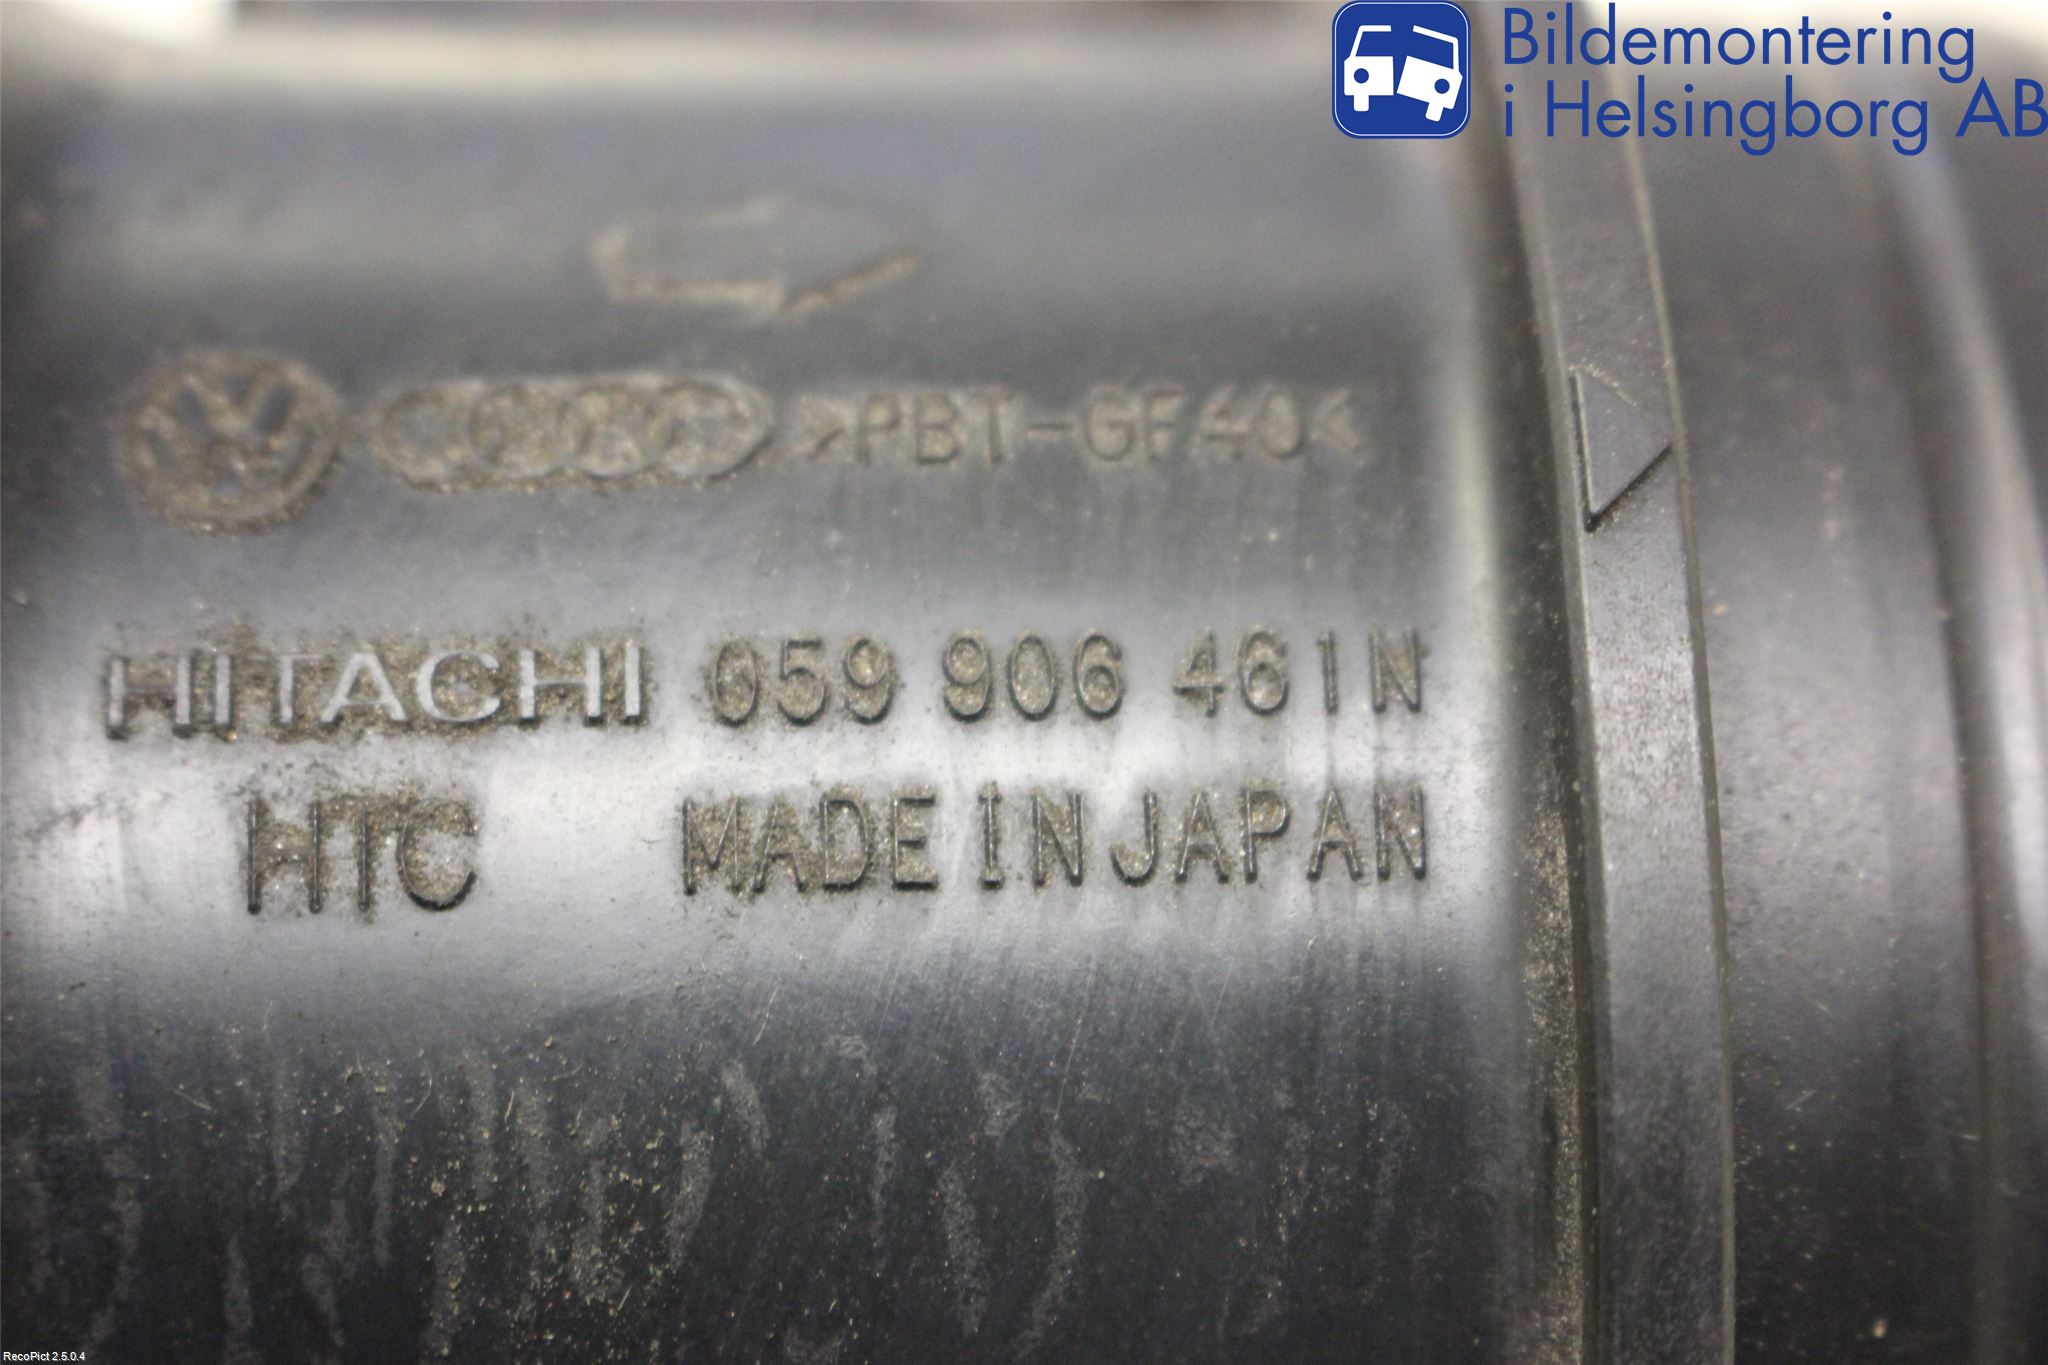 Bildemontering
i Helsingborg AB
>PBT-GF40<
HITACHI 059 906 461N
HTC MADE IN JAPAN
RecoPict 2.5.0.4